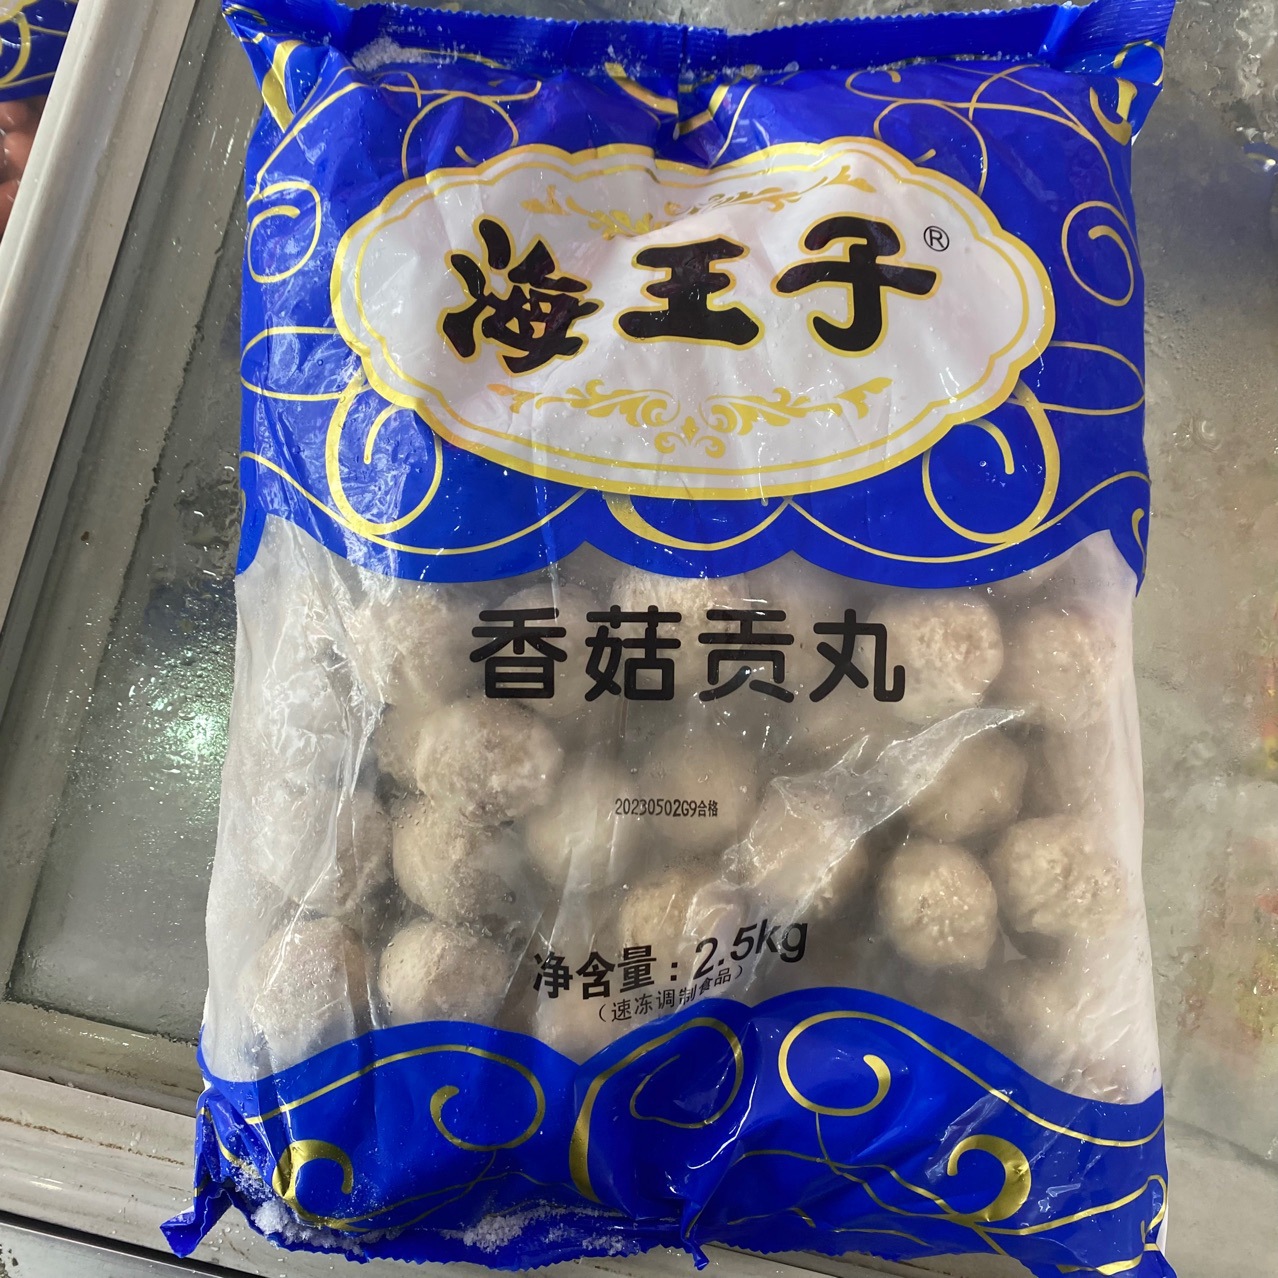 海王子®
香菇贡丸
20230502G9合格
净含量：2.5kg
（速冻调制食品）